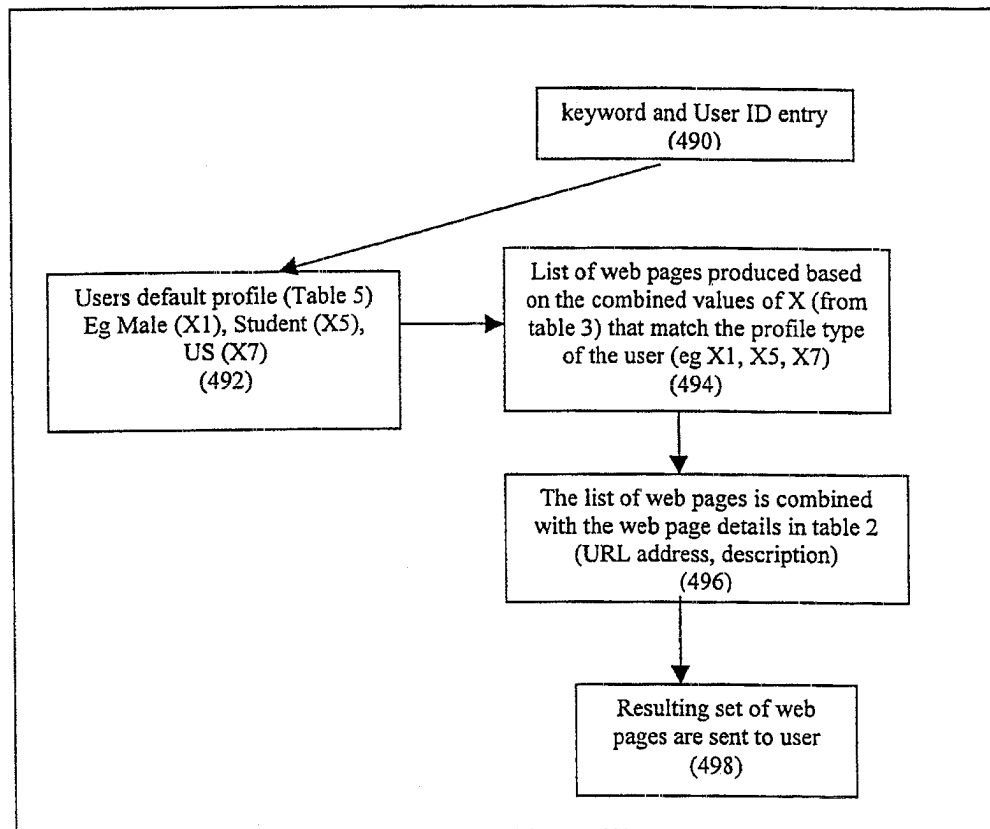 keyword and User ID entry
(490)
Users default profile (Table 5)
Eg Male (X1), Student (X5),
US (X7)
(492)
List of web pages produced based
on the combined values of X (from
table 3) that match the profile type
of the user (eg X1, X5, X7)
(494)
The list of web pages is combined
with the web page details in table 2
(URL address, description)
(496)
Resulting set of web
pages are sent to user
(498)